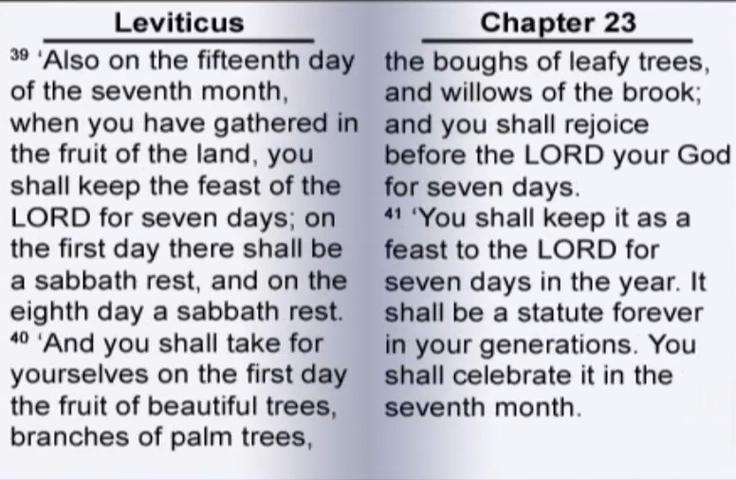 Leviticus
39 ‘Also on the fifteenth day
of the seventh month,
when you have gathered in
the fruit of the land, you
shall keep the feast of the
LORD for seven days; on
the first day there shall be
a sabbath rest, and on the
eighth day a sabbath rest.
40 ‘And you shall take for
yourselves on the first day
the fruit of beautiful trees,
branches of palm trees,
Chapter 23
the boughs of leafy trees,
and willows of the brook;
and you shall rejoice
before the LORD your God
for seven days.
41 ‘You shall keep it as a
feast to the LORD for
seven days in the year. It
shall be a statute forever
in your generations. You
shall celebrate it in the
seventh month.